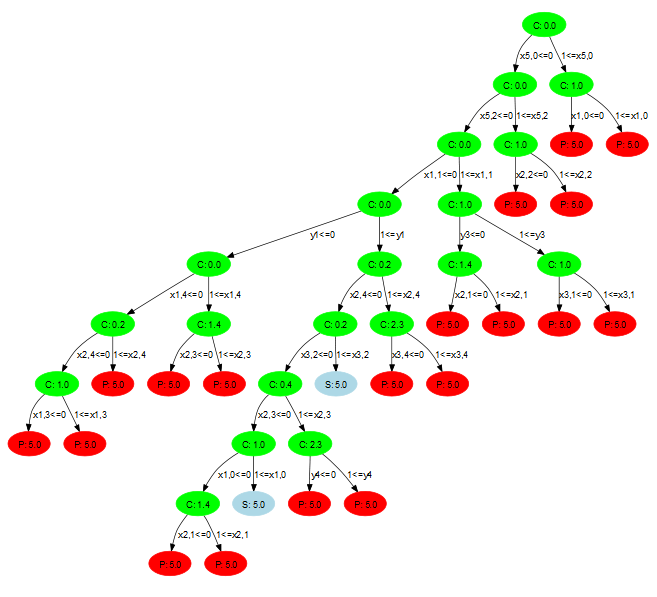 C: 0.0
x5,0<=0 1<=x5,0
C: 0.0 C: 1.0
x5,2<=0 1<=x5,2 x1,0<=0 1<=x1,0
C: 0.0 C: 1.0 P: 5.0 P: 5.0
x1,1<=0 1<=x1,1 x2,2<=0 1<=x2,2
C: 0.0 C: 1.0 P: 5.0 P: 5.0
y1<=0 1<=y1 y3<=0 1<=y3
C: 0.0 C: 0.2 C: 1.4 C: 1.0
x1,4<=0 1<=x1,4 x2,4<=0 1<=x2,4 x2,1<=0 1<=x2,1 x3,1<=0 1<=x3,1
C: 0.2 C: 1.4 C: 0.2 C: 2.3 P: 5.0 P: 5.0 P: 5.0 P: 5.0
x2,4<=0 1<=x2,4 x2,3<=0 1<=x2,3 x3,2<=0 1<=x3,2 x3,4<=0 1<=x3,4
C: 1.0 P: 5.0 P: 5.0 P: 5.0 C: 0.4 S: 5.0 P: 5.0 P: 5.0
x1,3<=0 1<=x1,3 x2,3<=0 1<=x2,3
P: 5.0 P: 5.0 C: 1.0 C: 2.3
x1,0<=0 1<=x1,0 y4<=0 1<=y4
C: 1.4 S: 5.0 P: 5.0 P: 5.0
x2,1<=0 1<=x2,1
P: 5.0 P: 5.0